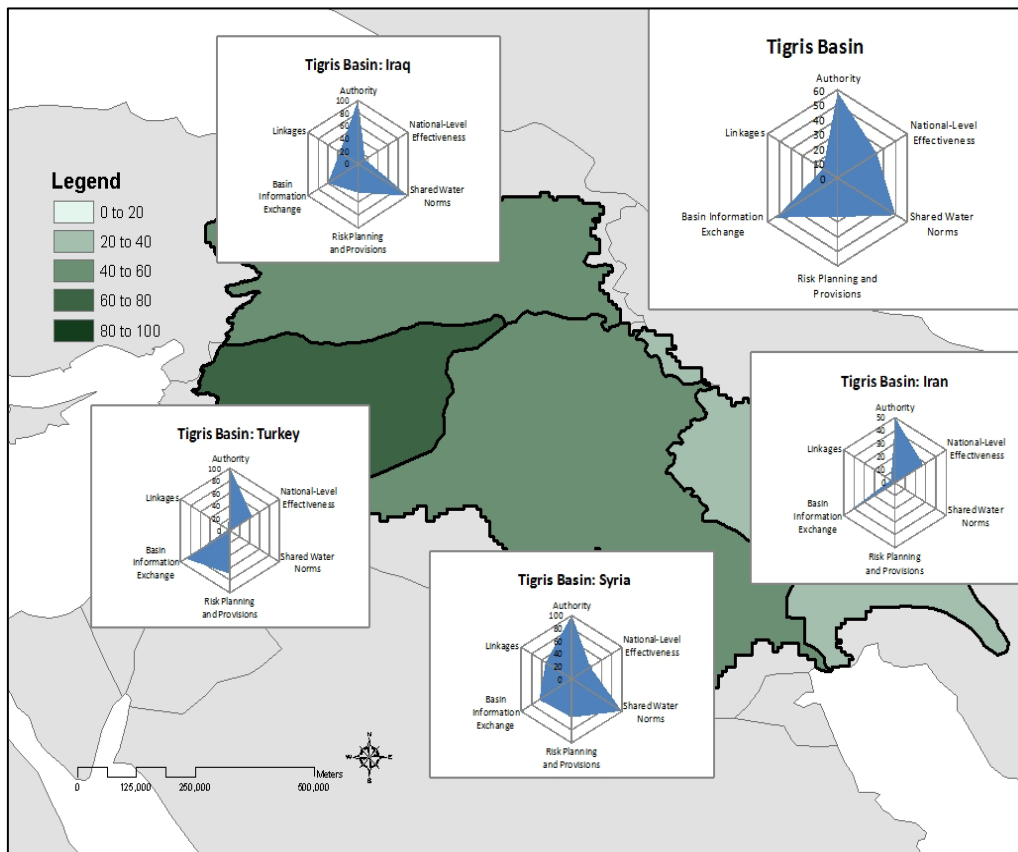 Tigris Basin: Iraq
Authority
100
80
60
40
20
0
National-Level
Effectiveness
Shared Water
Norms
Risk Planning
and Provisions
Basin
Information
Exchange
Linkages
Tigris Basin
Authority
60
50
40
30
20
10
0
National-Level
Effectiveness
Shared Water
Norms
Risk Planning and
Provisions
Basin Information
Exchange
Linkages
Legend
0 to 20
20 to 40
40 to 60
60 to 80
80 to 100
Tigris Basin: Iran
Authority
50
40
30
20
10
0
National-Level
Effectiveness
Shared Water
Norms
Risk Planning
and Provisions
Basin
Information
Exchange
Linkages
Tigris Basin: Turkey
Authority
100
80
60
40
20
0
National-Level
Effectiveness
Shared Water
Norms
Risk Planning
and Provisions
Basin
Information
Exchange
Linkages
Tigris Basin: Syria
Authority
100
80
60
40
20
0
National-Level
Effectiveness
Shared Water
Norms
Risk Planning
and Provisions
Basin
Information
Exchange
Linkages
N
W E
S
Meters
0 125,000 250,000 500,000